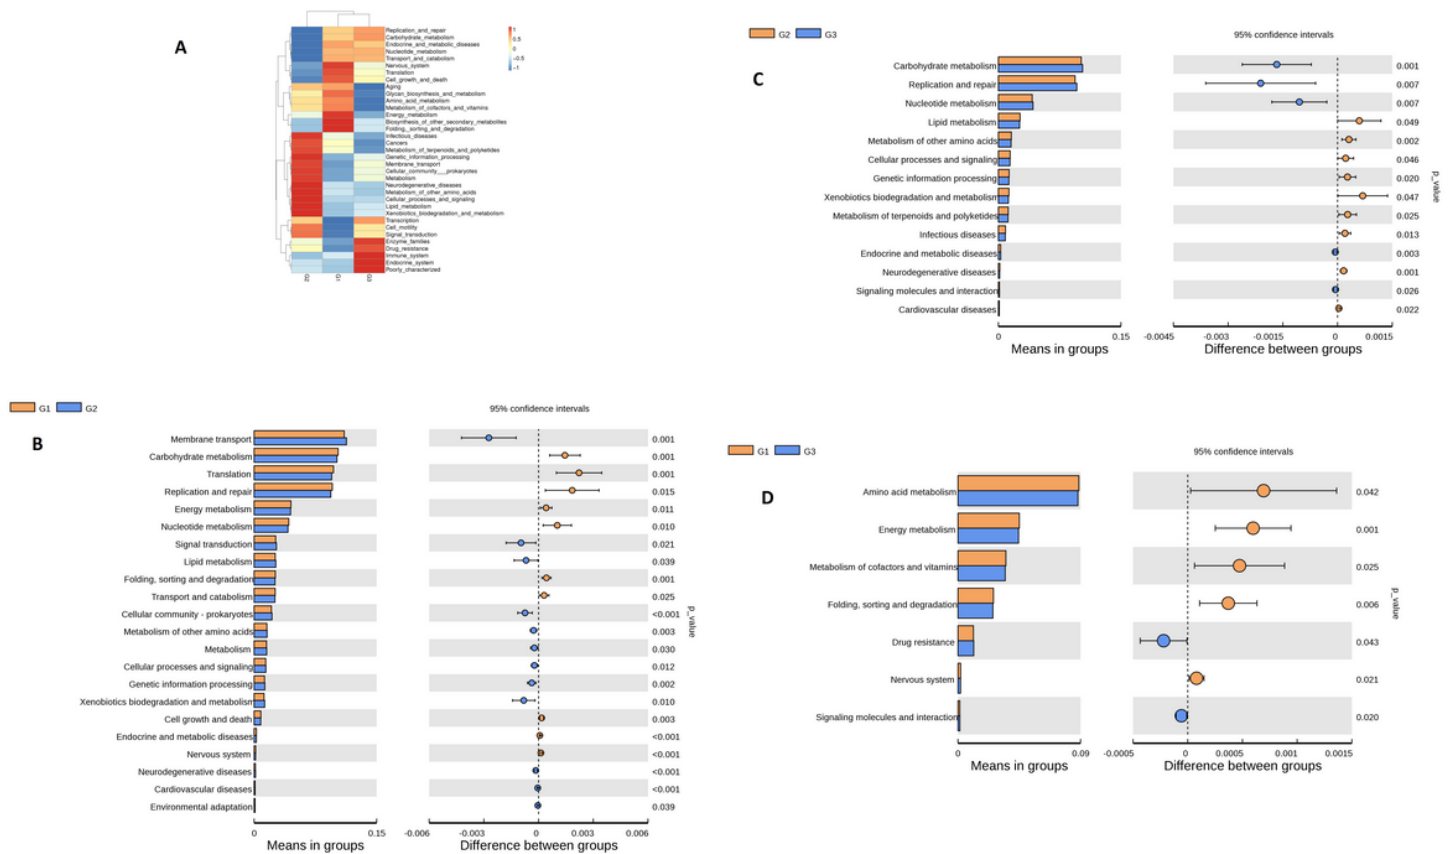 A
Replication_and_repair
Carbohydrate_metabolism
Endocrine_and_metabolic_diseases
Nucleotide_metabolism
Transport_and_catabolism
Nervous_system
Translation
Cell_growth_and_death
Aging
Glycan_biosynthesis_and_metabolism
Amino_acid_metabolism
Metabolism_of_cofactors_and_vitamins
Energy_metabolism
Biosynthesis_of_other_secondary_metabolites
Folding,_sorting_and_degradation
Infectious_diseases
Cancers
Metabolism_of_terpenoids_and_polyketides
Genetic_information_processing
Membrane_transport
Cellular_community___prokaryotes
Metabolism
Neurodegenerative_diseases
Metabolism_of_other_amino_acids
Cellular_processes_and_signaling
Lipid_metabolism
Xenobiotics_biodegradation_and_metabolism
Transcription
Cell_motility
Signal_transduction
Enzyme_families
Drug_resistance
Immune_system
Endocrine_system
Poorly_characterized
1
0.5
0
−0.5
−1
G2
G1
G3
G2 G3
95% confidence intervals
C
Carbohydrate metabolism 0.001
Replication and repair 0.007
Nucleotide metabolism 0.007
Lipid metabolism 0.049
Metabolism of other amino acids 0.002
Cellular processes and signaling 0.046
Genetic information processing 0.020
Xenobiotics biodegradation and metabolism 0.047
Metabolism of terpenoids and polyketides 0.025
Infectious diseases 0.013
Endocrine and metabolic diseases 0.003
Neurodegenerative diseases 0.001
Signaling molecules and interaction 0.026
Cardiovascular diseases 0.022
p_value
0 0.15 -0.0045 -0.003 -0.0015 0 0.0015
Means in groups Difference between groups
G1 G2
95% confidence intervals
B
Membrane transport 0.001
Carbohydrate metabolism 0.001
Translation 0.001
Replication and repair 0.015
Energy metabolism 0.011
Nucleotide metabolism 0.010
Signal transduction 0.021
Lipid metabolism 0.039
Folding, sorting and degradation 0.001
Transport and catabolism 0.025
Cellular community - prokaryotes <0.001
Metabolism of other amino acids 0.003
Metabolism 0.030
Cellular processes and signaling 0.012
Genetic information processing 0.002
Xenobiotics biodegradation and metabolism 0.010
Cell growth and death 0.003
Endocrine and metabolic diseases <0.001
Nervous system <0.001
Neurodegenerative diseases <0.001
Cardiovascular diseases <0.001
Environmental adaptation 0.039
p_value
0 0.15 -0.006 -0.003 0 0.003 0.006
Means in groups Difference between groups
G1 G3
95% confidence intervals
D
Amino acid metabolism 0.042
Energy metabolism 0.001
Metabolism of cofactors and vitamins 0.025
Folding, sorting and degradation 0.006
Drug resistance 0.043
Nervous system 0.021
Signaling molecules and interaction 0.020
p_value
0 0.09 -0.0005 0 0.0005 0.001 0.0015
Means in groups Difference between groups